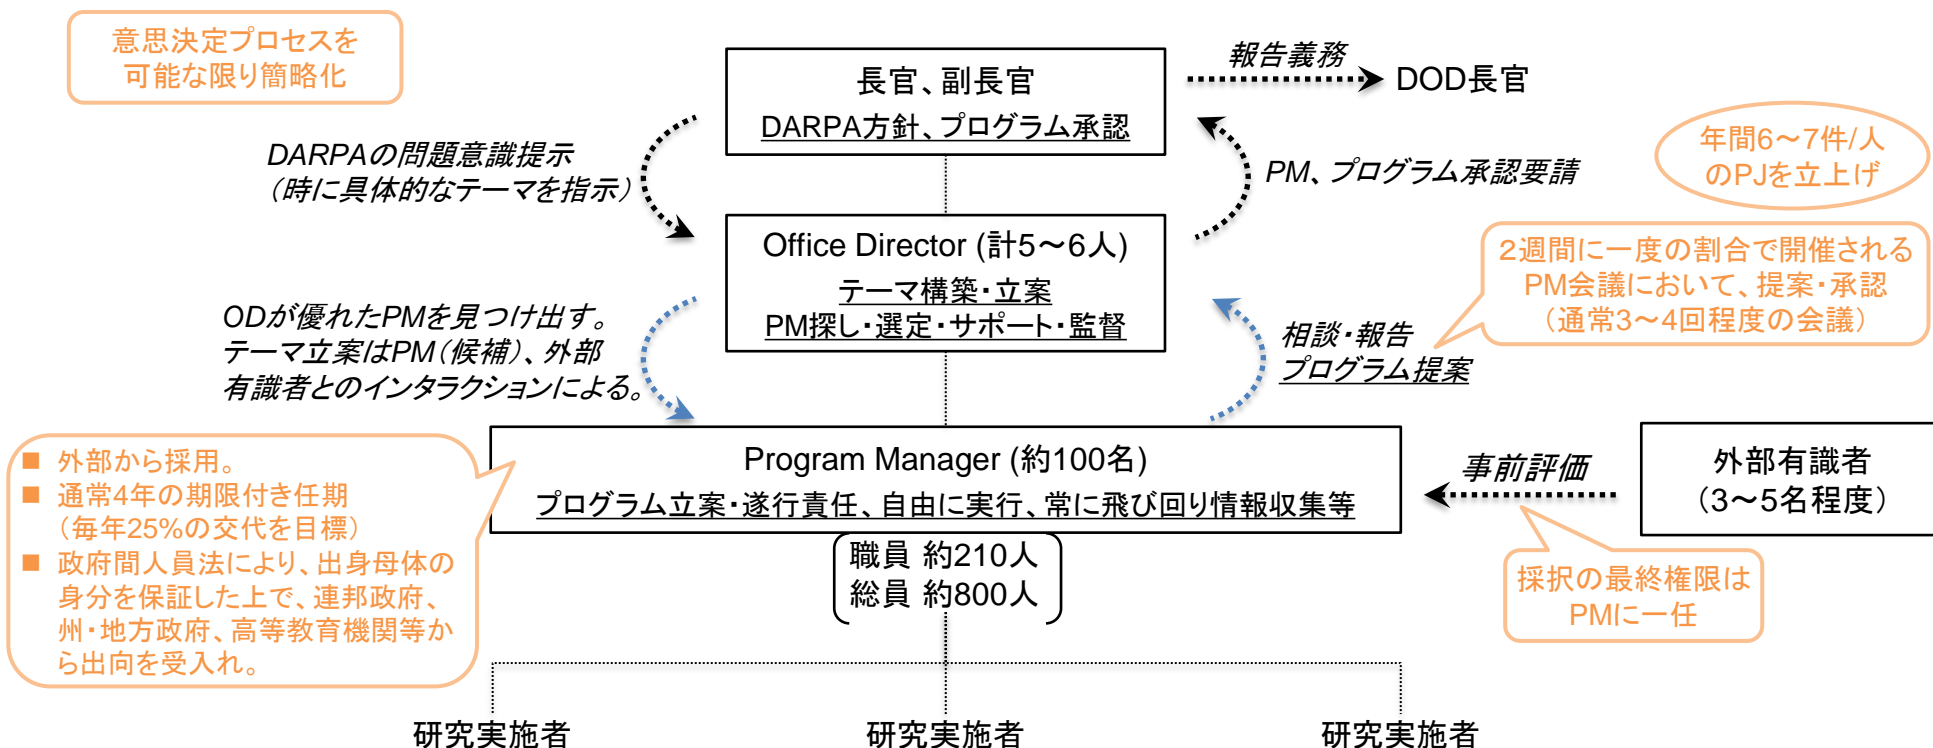 意思決定プロセスを
可能な限り簡略化
長官、副長官
DARPA方針、プログラム承認
報告義務
DOD長官
DARPAの問題意識提示
（時に具体的なテーマを指示）
PM、プログラム承認要請
年間6～7件/人
のPJを立上げ
Office Director (計5～6人)
テーマ構築・立案
PM探し・選定・サポート・監督
２週間に一度の割合で開催される
PM会議において、提案・承認
（通常3～4回程度の会議）
ODが優れたPMを見つけ出す。
テーマ立案はPM（候補）、外部
有識者とのインタラクションによる。
相談・報告
プログラム提案
■ 外部から採用。
■ 通常4年の期限付き任期
（毎年25%の交代を目標）
■ 政府間人員法により、出身母体の
身分を保証した上で、連邦政府、
州・地方政府、高等教育機関等か
ら出向を受入れ。
Program Manager (約100名)
プログラム立案・遂行責任、自由に実行、常に飛び回り情報収集等
事前評価
外部有識者
（3～5名程度）
職員 約210人
総員 約800人
採択の最終権限は
PMに一任
研究実施者
研究実施者
研究実施者